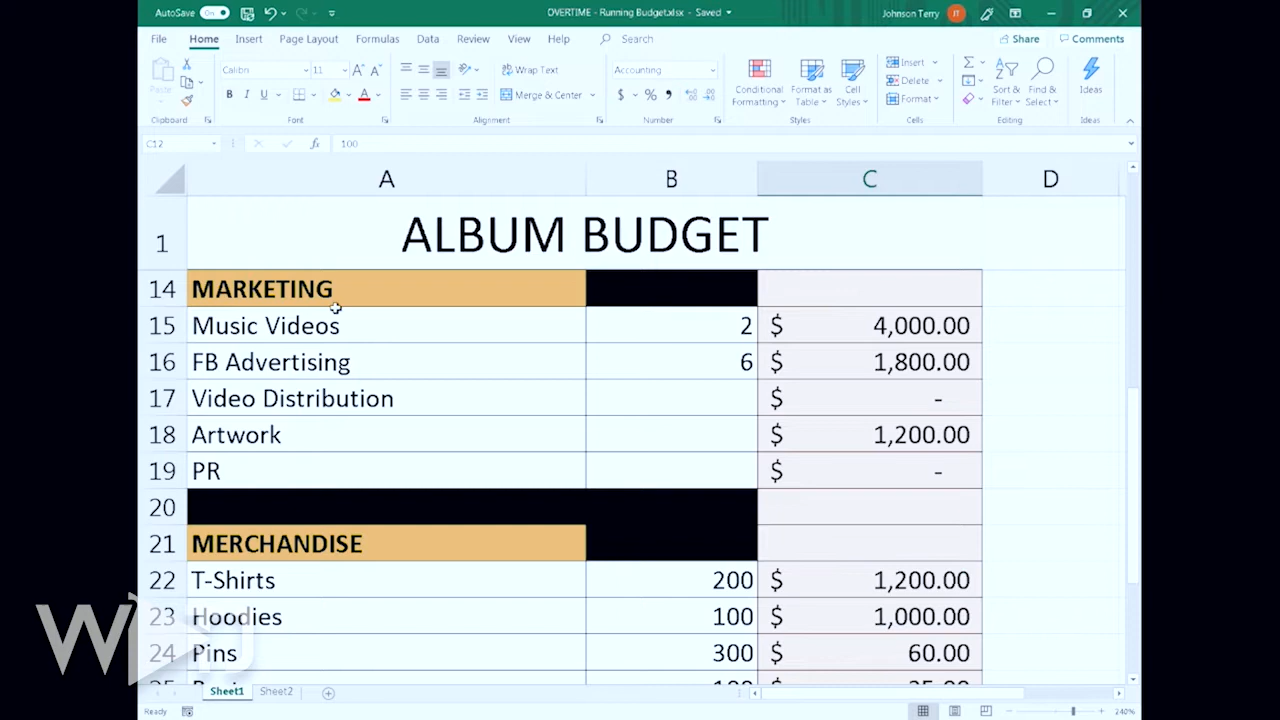 AutoSave On OVERTIME - Running Budget.xlsx - Saved Johnson Terry JT
File Home Insert Page Layout Formulas Data Review View Help Search Share Comments
Calibri 11 Wrap Text Accounting Insert
Paste Conditional Formatting Format as Table Cell Styles Delete Sort & Filter Find & Select Ideas
B I U Merge & Center $ % Format
Clipboard Font Alignment Number Styles Cells Editing Ideas
C12 fx 100
A B C D
1 ALBUM BUDGET
14 MARKETING
15 Music Videos 2 $ 4,000.00
16 FB Advertising 6 $ 1,800.00
17 Video Distribution $ -
18 Artwork $ 1,200.00
19 PR $ -
20
21 MERCHANDISE
22 T-Shirts 200 $ 1,200.00
23 Hoodies 100 $ 1,000.00
24 Pins 300 $ 60.00
Sheet1 Sheet2
Ready 240%